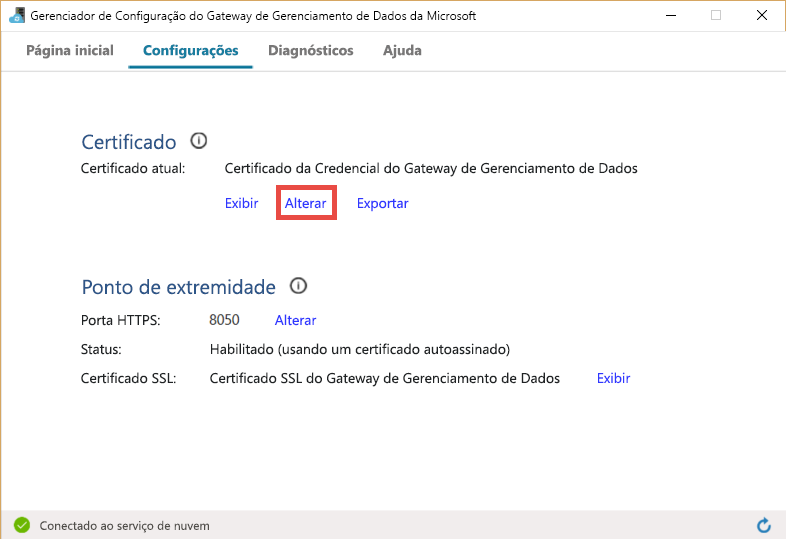 Gerenciador de Configuração do Gateway de Gerenciamento de Dados da Microsoft
Página inicial Configurações Diagnósticos Ajuda
Certificado
Certificado atual: Certificado da Credencial do Gateway de Gerenciamento de Dados
Exibir Alterar Exportar
Ponto de extremidade
Porta HTTPS: 8050 Alterar
Status: Habilitado (usando um certificado autoassinado)
Certificado SSL: Certificado SSL do Gateway de Gerenciamento de Dados Exibir
Conectado ao serviço de nuvem